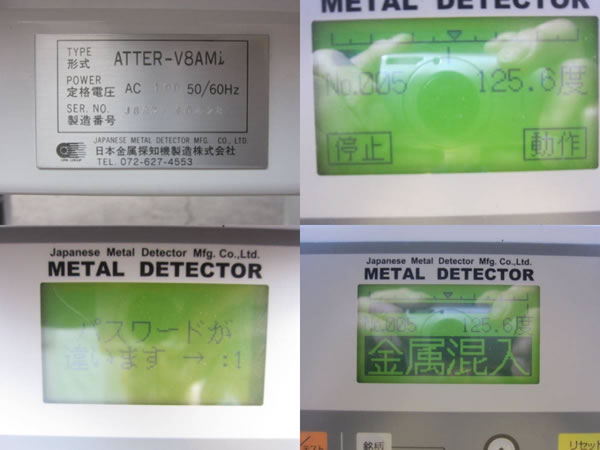 TYPE
形式 ATTER-V8AMi
POWER
定格電圧 AC 100 50/60Hz
SER. NO.
製造番号
JAPANESE METAL DETECTOR MFG. CO., LTD.
日本金属探知機製造株式会社
TEL. 072-627-4553
METAL DETECTOR
No.005 125.6度
停止 動作
Japanese Metal Detector Mfg.Co.,Ltd.
METAL DETECTOR
パスワードが
違います → :1
Japanese Metal Detector Mfg.Co.,Ltd.
METAL DETECTOR
No.005 125.6度
金属混入
銘柄
リセット